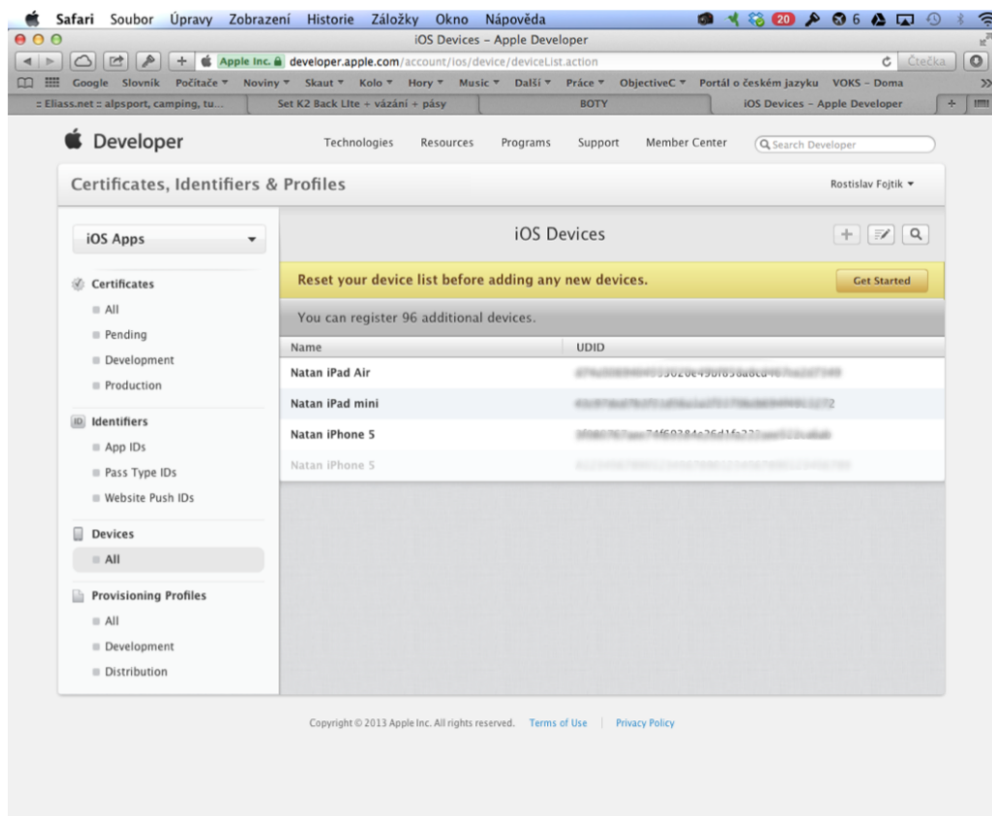 Safari Soubor Úpravy Zobrazení Historie Záložky Okno Nápověda 20 6
iOS Devices – Apple Developer
Apple Inc. developer.apple.com/account/ios/device/deviceList.action Čtečka
Google Slovník Počítače Noviny Skaut Kolo Hory Music Další Práce ObjectiveC Portál o českém jazyku VOKS – Doma
:: Eliass.net :: alpsport, camping, tu... Set K2 Back LIte + vázání + pásy BOTY iOS Devices – Apple Developer
Developer Technologies Resources Programs Support Member Center Search Developer
Certificates, Identifiers & Profiles Rostislav Fojtik
iOS Apps
Certificates
All
Pending
Development
Production
Identifiers
App IDs
Pass Type IDs
Website Push IDs
Devices
All
Provisioning Profiles
All
Development
Distribution
iOS Devices
Reset your device list before adding any new devices. Get Started
You can register 96 additional devices.
Name UDID
Natan iPad Air
Natan iPad mini
Natan iPhone 5
Natan iPhone 5
Copyright © 2013 Apple Inc. All rights reserved. Terms of Use | Privacy Policy